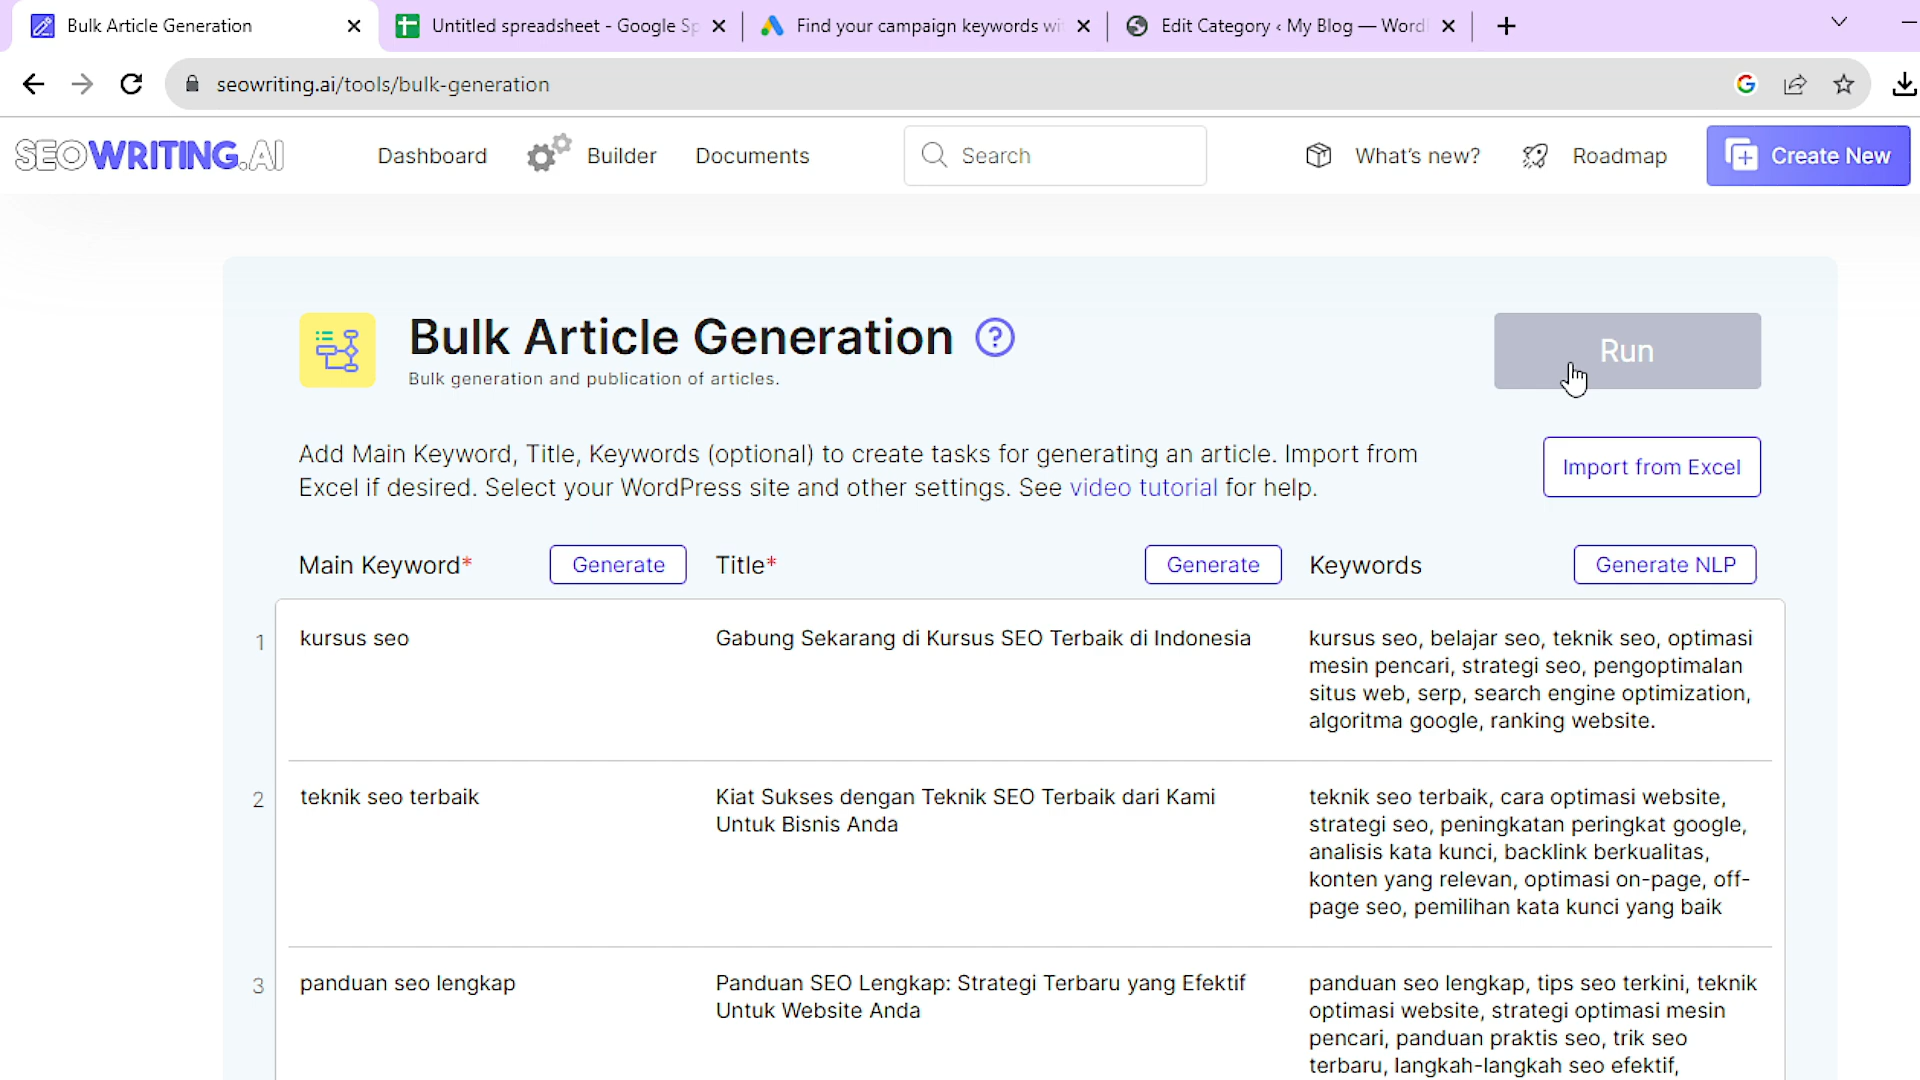 Bulk Article Generation
Untitled spreadsheet - Google Sp
Find your campaign keywords wi
Edit Category ‹ My Blog — Word
seowriting.ai/tools/bulk-generation
SEOWRITING.AI
Dashboard
Builder
Documents
Search
What's new?
Roadmap
Create New
Bulk Article Generation ?
Bulk generation and publication of articles.
Run
Add Main Keyword, Title, Keywords (optional) to create tasks for generating an article. Import from
Excel if desired. Select your WordPress site and other settings. See video tutorial for help.
Import from Excel
Main Keyword*
Generate
Title*
Generate
Keywords
Generate NLP
1
kursus seo
Gabung Sekarang di Kursus SEO Terbaik di Indonesia
kursus seo, belajar seo, teknik seo, optimasi
mesin pencari, strategi seo, pengoptimalan
situs web, serp, search engine optimization,
algoritma google, ranking website.
2
teknik seo terbaik
Kiat Sukses dengan Teknik SEO Terbaik dari Kami
Untuk Bisnis Anda
teknik seo terbaik, cara optimasi website,
strategi seo, peningkatan peringkat google,
analisis kata kunci, backlink berkualitas,
konten yang relevan, optimasi on-page, off-
page seo, pemilihan kata kunci yang baik
3
panduan seo lengkap
Panduan SEO Lengkap: Strategi Terbaru yang Efektif
Untuk Website Anda
panduan seo lengkap, tips seo terkini, teknik
optimasi website, strategi optimasi mesin
pencari, panduan praktis seo, trik seo
terbaru, langkah-langkah seo efektif,